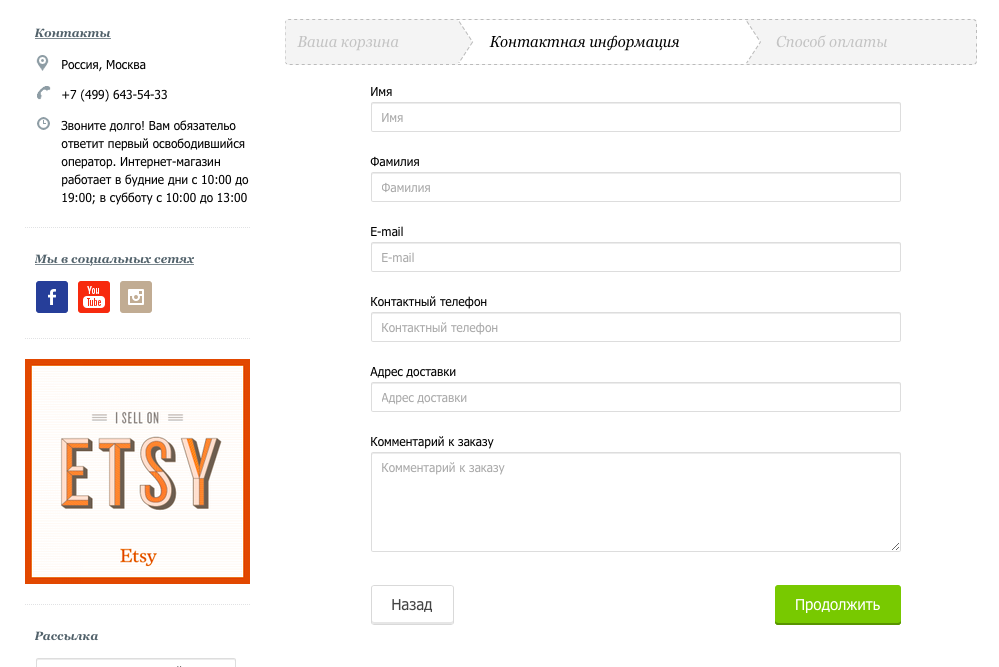 Контакты
Россия, Москва
+7 (499) 643-54-33
Звоните долго! Вам обязательо
ответит первый освободившийся
оператор. Интернет-магазин
работает в будние дни с 10:00 до
19:00; в субботу с 10:00 до 13:00
Мы в социальных сетях
f
You
Tube
I SELL ON
ETSY
Etsy
Рассылка
Ваша корзина
Контактная информация
Способ оплаты
Имя
Имя
Фамилия
Фамилия
E-mail
E-mail
Контактный телефон
Контактный телефон
Адрес доставки
Адрес доставки
Комментарий к заказу
Комментарий к заказу
Назад
Продолжить